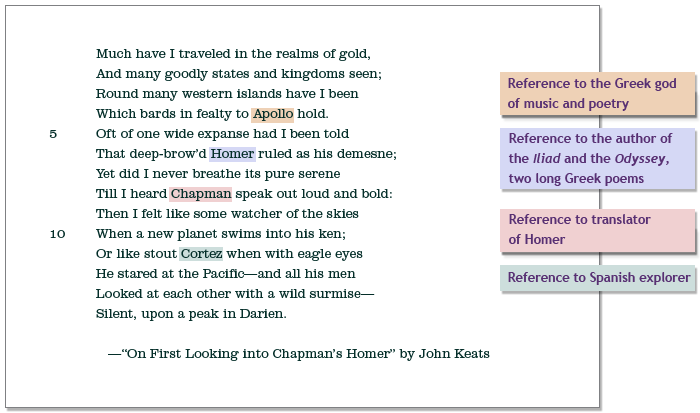 Much have I traveled in the realms of gold,
And many goodly states and kingdoms seen;
Round many western islands have I been
Which bards in fealty to Apollo hold.
5 Oft of one wide expanse had I been told
That deep-brow'd Homer ruled as his demesne;
Yet did I never breathe its pure serene
Till I heard Chapman speak out loud and bold:
Then I felt like some watcher of the skies
10 When a new planet swims into his ken;
Or like stout Cortez when with eagle eyes
He stared at the Pacific—and all his men
Looked at each other with a wild surmise—
Silent, upon a peak in Darien.
—“On First Looking into Chapman’s Homer” by John Keats
Reference to the Greek god
of music and poetry
Reference to the author of
the Iliad and the Odyssey,
two long Greek poems
Reference to translator
of Homer
Reference to Spanish explorer